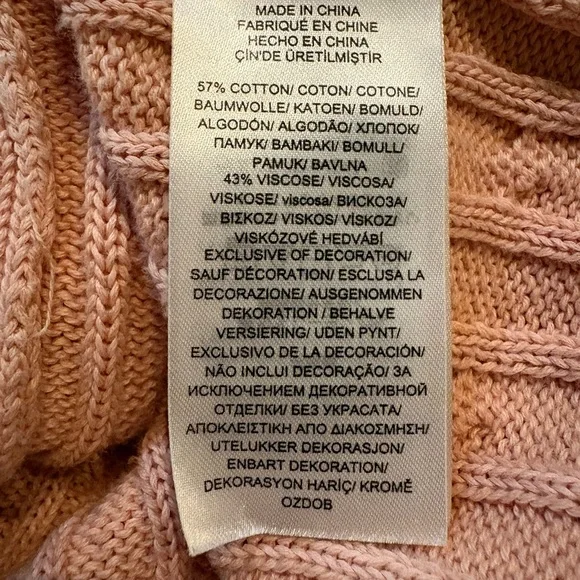 MADE IN CHINA
FABRIQUÉ EN CHINE
HECHO EN CHINA
ÇİN'DE ÜRETİLMİŞTİR
57% COTTON/ COTON/ COTONE/
BAUMWOLLE/ KATOEN/ BOMULD/
ALGODÓN/ ALGODÃO/ ХЛОПОК/
ПАМУК/ ΒΑΜΒΑΚΙ/ BOMULL/
PAMUK/ BAVLNA
43% VISCOSE/ VISCOSA/
VISKOSE/ viscosa/ ВИСКОЗА/
ΒΙΣΚΟΖ/ VISKOS/ VİSKOZ/
VISKÓZOVÉ HEDVÁBÍ
EXCLUSIVE OF DECORATION/
SAUF DÉCORATION/ ESCLUSA LA
DECORAZIONE/ AUSGENOMMEN
DEKORATION / BEHALVE
VERSIERING/ UDEN PYNT/
EXCLUSIVO DE LA DECORACIÓN/
NÃO INCLUI DECORAÇÃO/ ЗА
ИСКЛЮЧЕНИЕМ ДЕКОРАТИВНОЙ
ОТДЕЛКИ/ БЕЗ УКРАСАТА/
ΑΠΟΚΛΕΙΣΤΙΚΗ ΑΠΟ ΔΙΑΚΟΣΜΗΣΗ/
UTELUKKER DEKORASJON/
ENBART DEKORATION/
DEKORASYON HARİÇ/ KROMĚ
OZDOB